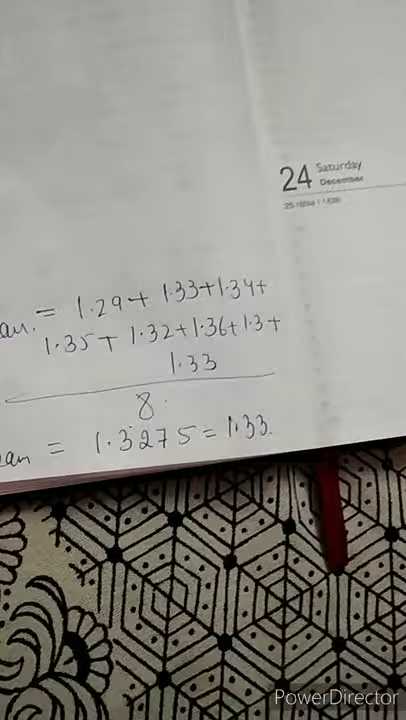 24 Saturday
December
an. = 1.29+ 1.33+1.34+
1.35+ 1.32+1.36+1.3+
1.33
8
ean = 1.3275 = 1.33.
PowerDirector